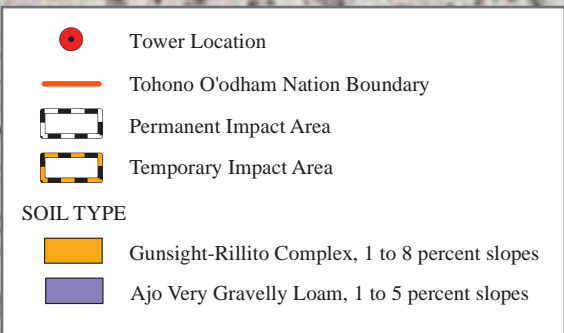 Tower Location
Tohono O'odham Nation Boundary
Permanent Impact Area
Temporary Impact Area
SOIL TYPE
Gunsight-Rillito Complex, 1 to 8 percent slopes
Ajo Very Gravelly Loam, 1 to 5 percent slopes